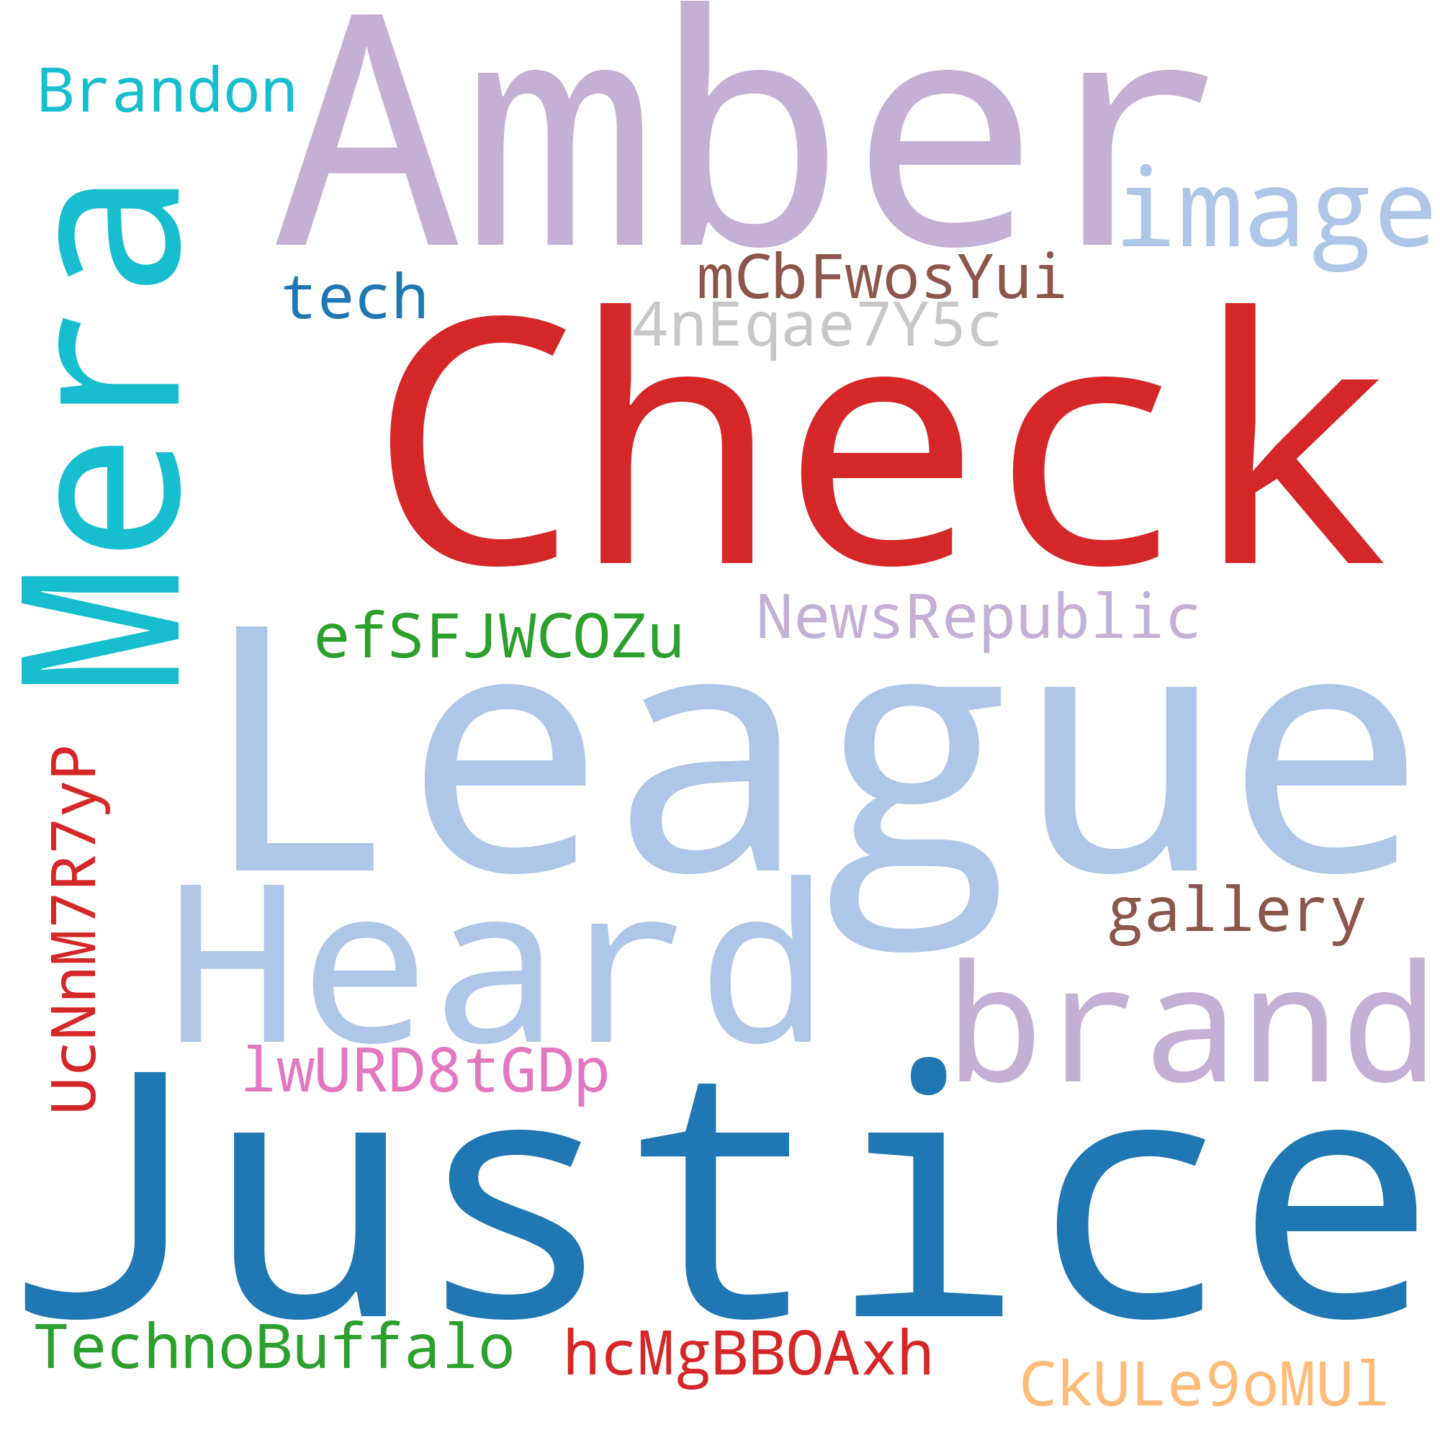 Amber
Brandon
image
Mera
mCbFwosYui
tech
4nEqae7Y5c
Check
NewsRepublic
efSFJWCOZu
League
UcNnM7R7yP
Heard
gallery
brand
lwURD8tGDp
Justice
TechnoBuffalo
hcMgBBOAxh
CkULe9oMUl